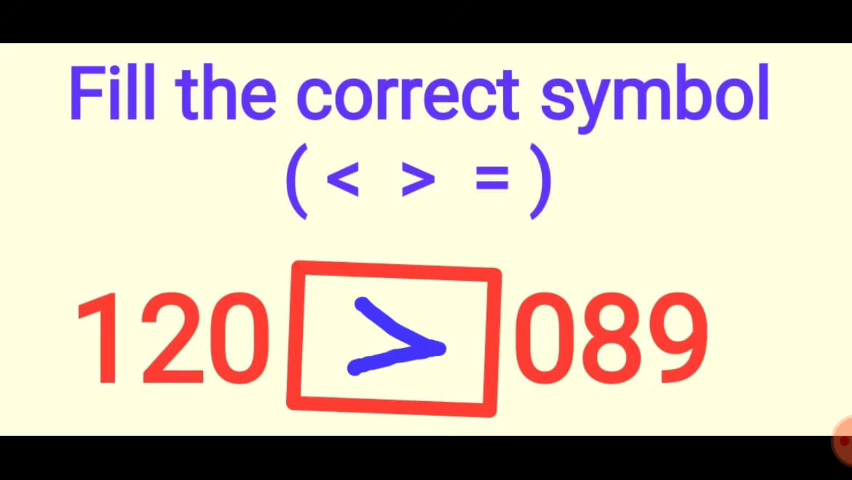 Fill the correct symbol
( < > = )
120 > 089